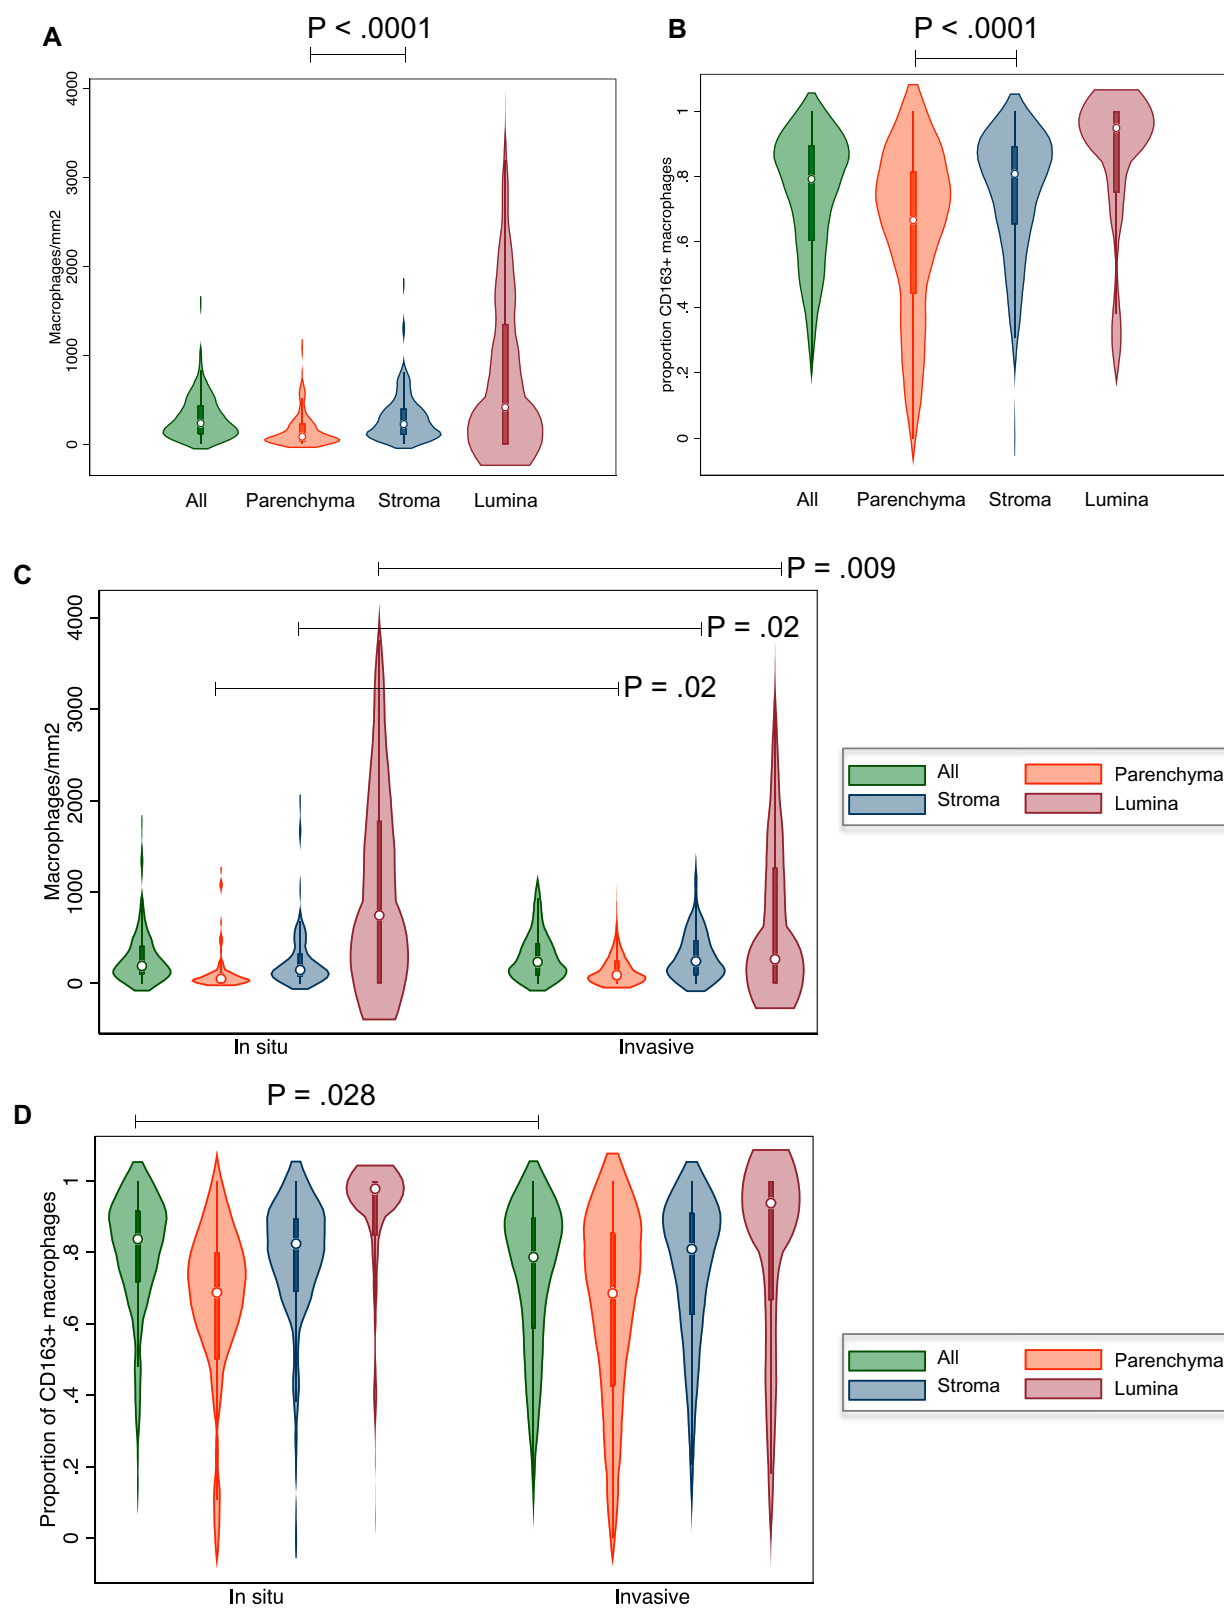 A
P < .0001
Macrophages/mm2
4000
3000
2000
1000
0
All
Parenchyma
Stroma
Lumina
B
P < .0001
proportion CD163+ macrophages
1
.8
.6
.4
.2
0
All
Parenchyma
Stroma
Lumina
C
P = .009
P = .02
P = .02
Macrophages/mm2
4000
3000
2000
1000
0
In situ
Invasive
All
Parenchyma
Stroma
Lumina
D
P = .028
Proportion of CD163+ macrophages
1
.8
.6
.4
.2
0
In situ
Invasive
All
Parenchyma
Stroma
Lumina